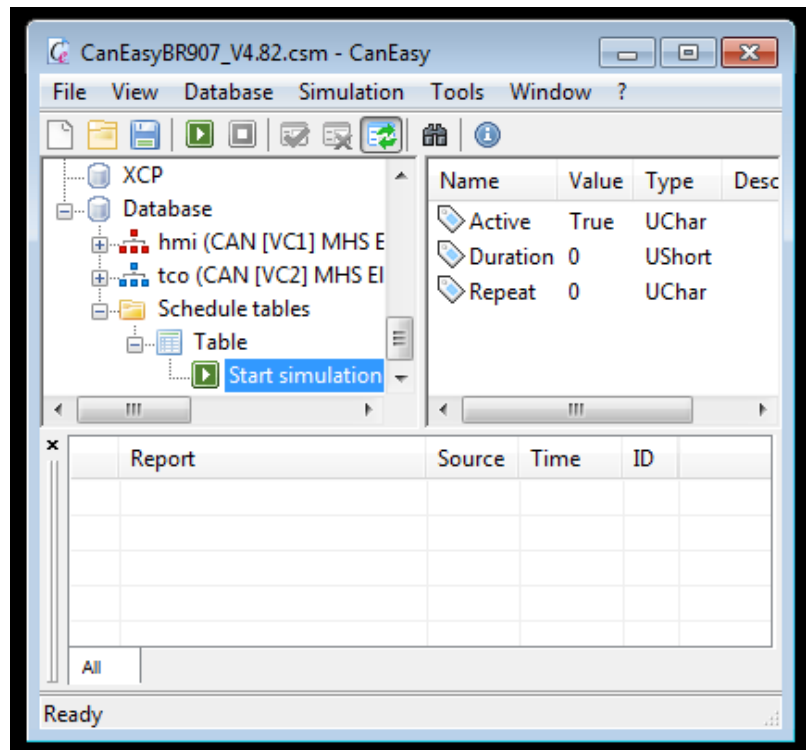 CanEasyBR907_V4.82.csm - CanEasy
File View Database Simulation Tools Window ?
XCP
Database
hmi (CAN [VC1] MHS E
tco (CAN [VC2] MHS El
Schedule tables
Table
Start simulation
Name Value Type Desc
Active True UChar
Duration 0 UShort
Repeat 0 UChar
Report Source Time ID
All
Ready